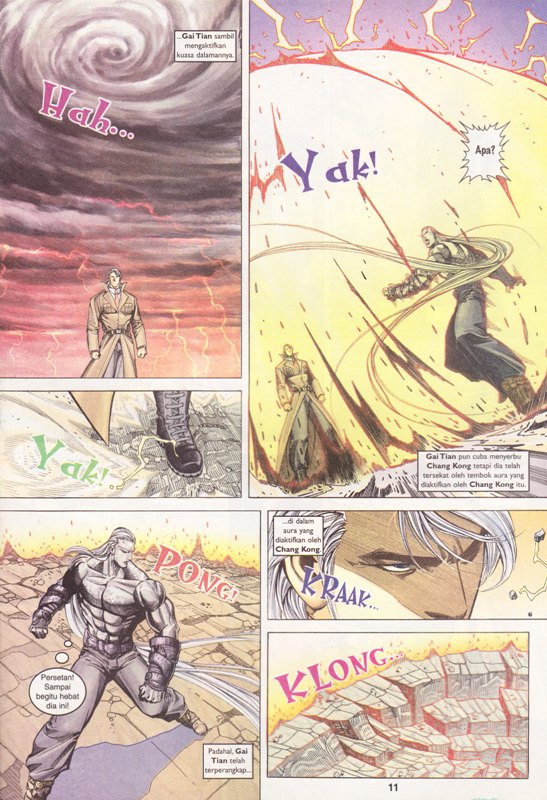 ...Gai Tian sambil
mengaktifkan
kuasa dalamannya.
Hah...
Yak!
Apa?
Gai Tian pun cuba menyerbu
Chang Kong tetapi dia telah
tersekat oleh tembok aura yang
diaktifkan oleh Chang Kong itu.
Yak!
PONG!
Persetan!
Sampai
begitu hebat
dia ini!
Padahal, Gai
Tian telah
terperangkap...
...di dalam
aura yang
diaktifkan oleh
Chang Kong.
KRAAK...
KLONG...
11